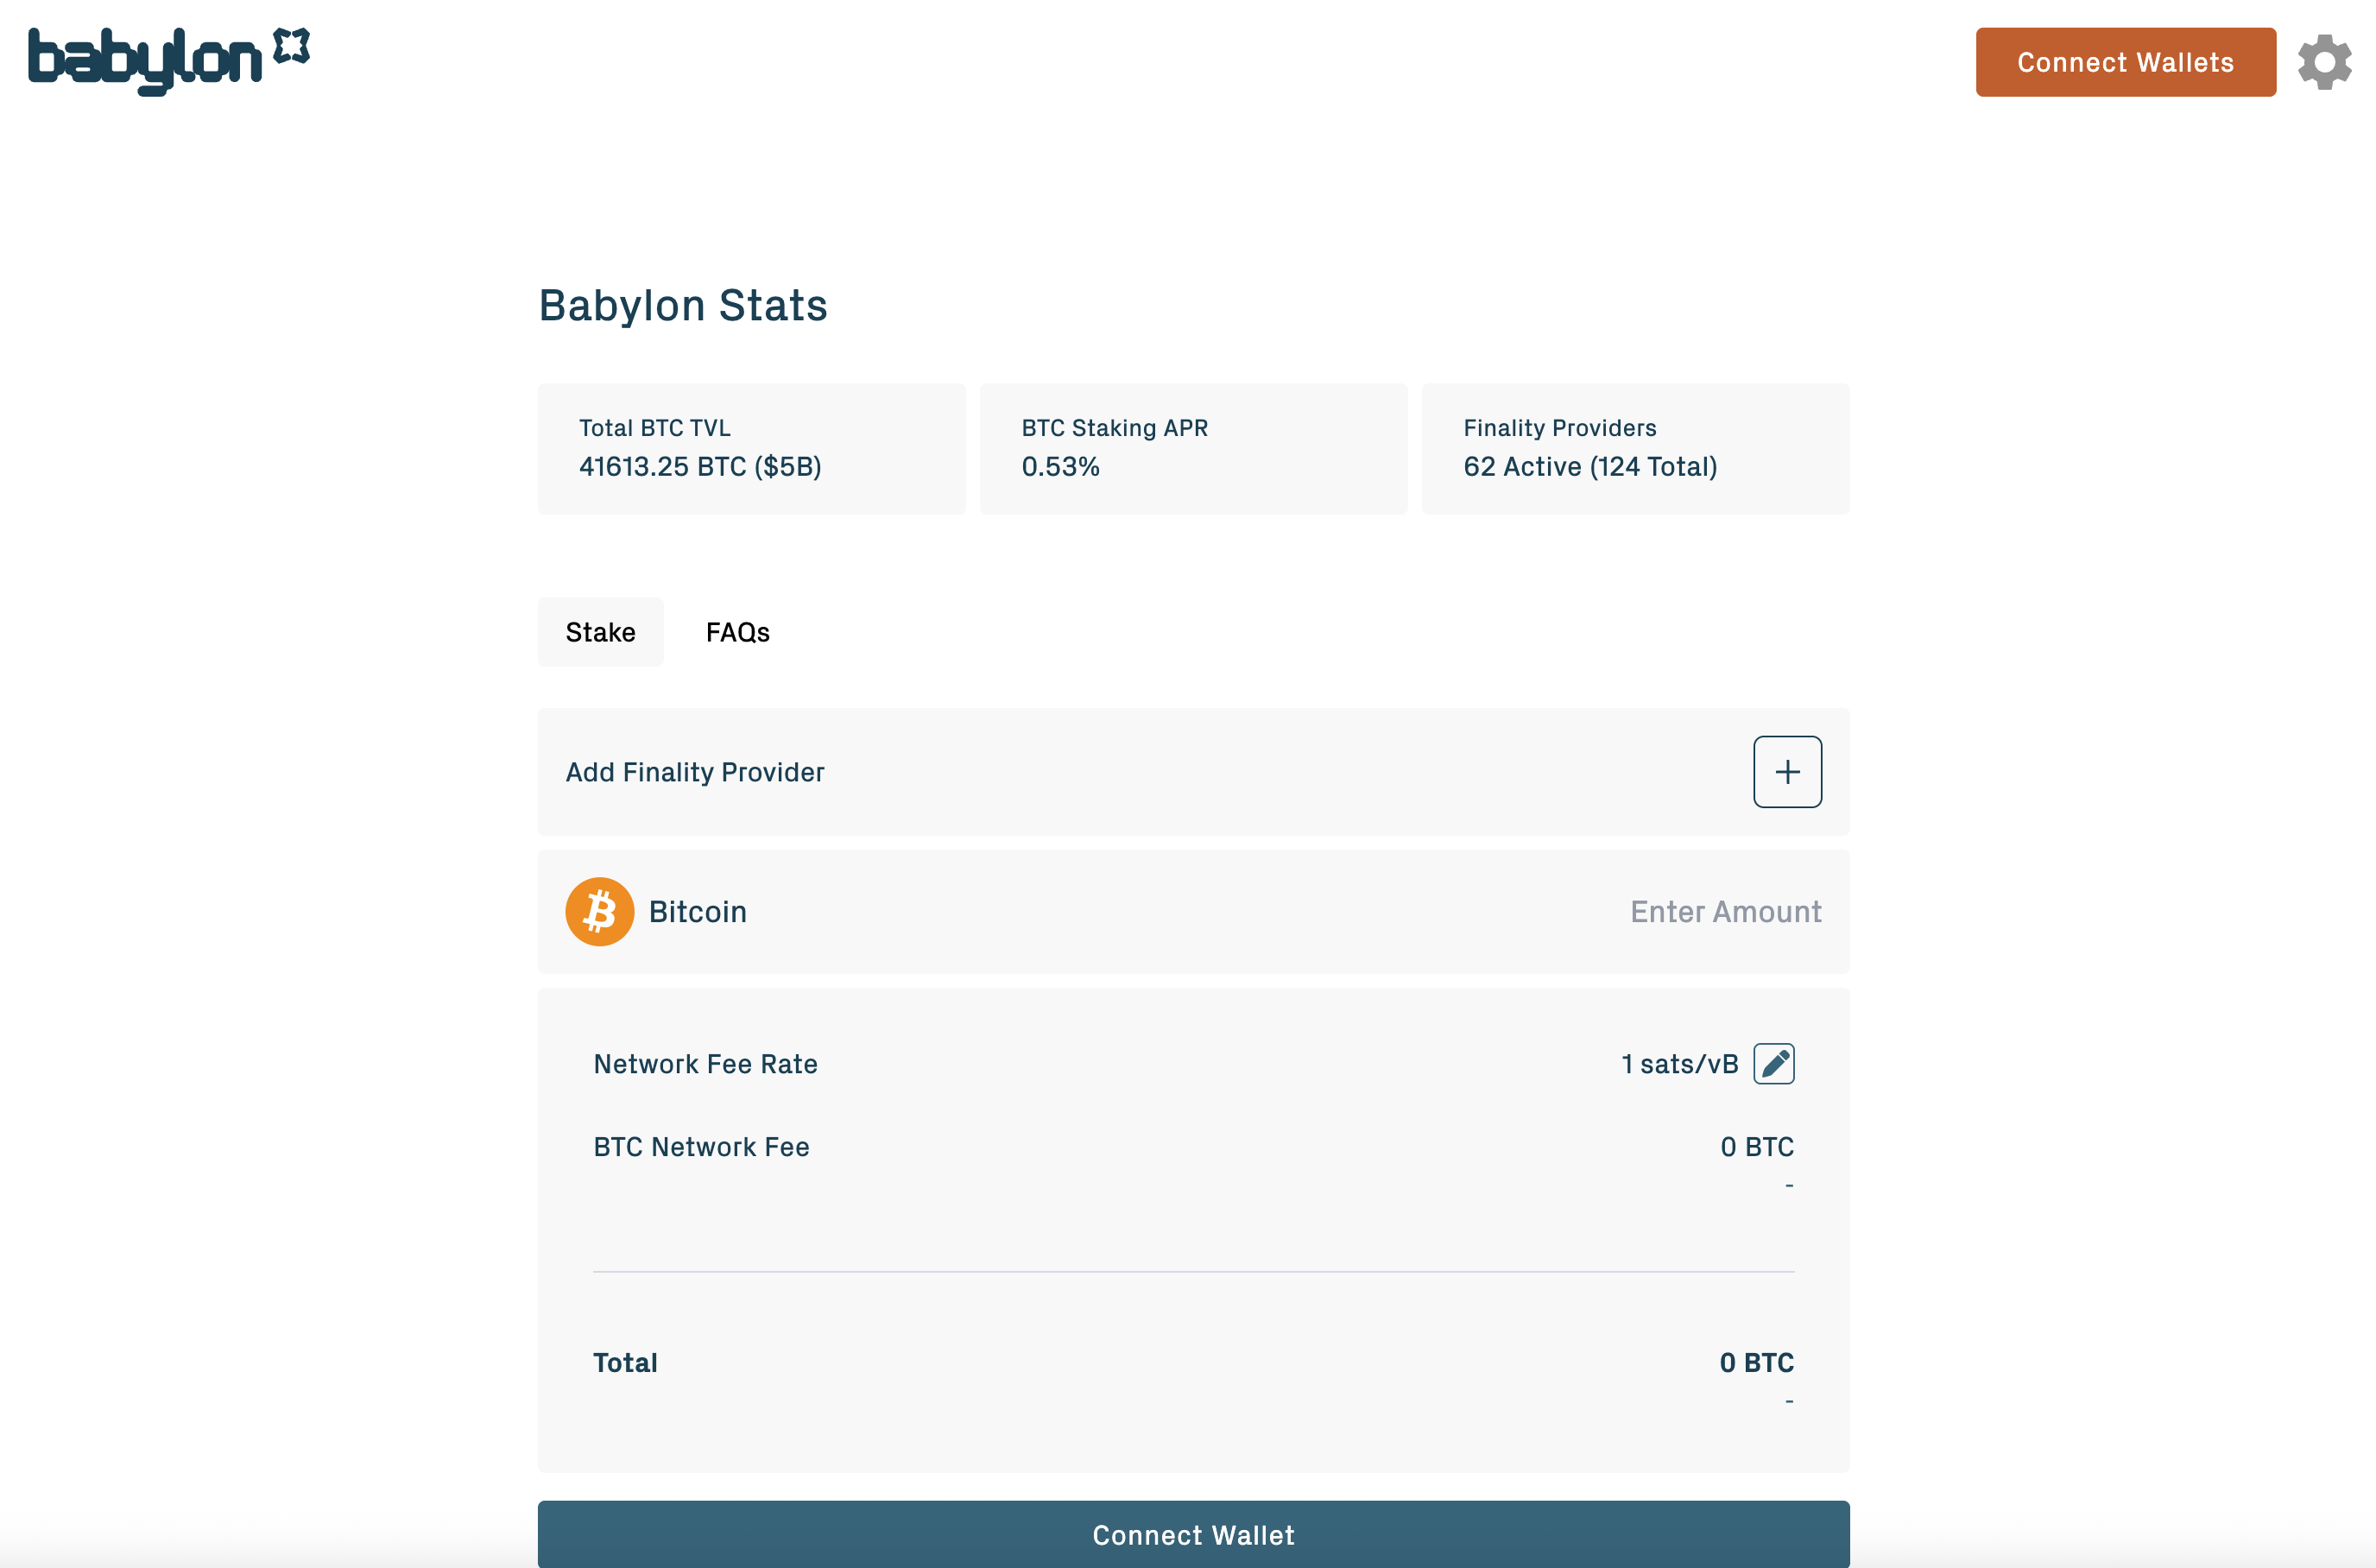 babylon
Connect Wallets
Babylon Stats
Total BTC TVL
41613.25 BTC ($5B)
BTC Staking APR
0.53%
Finality Providers
62 Active (124 Total)
Stake
FAQs
Add Finality Provider
Bitcoin
Enter Amount
Network Fee Rate
1 sats/vB
BTC Network Fee
0 BTC
-
Total
0 BTC
-
Connect Wallet